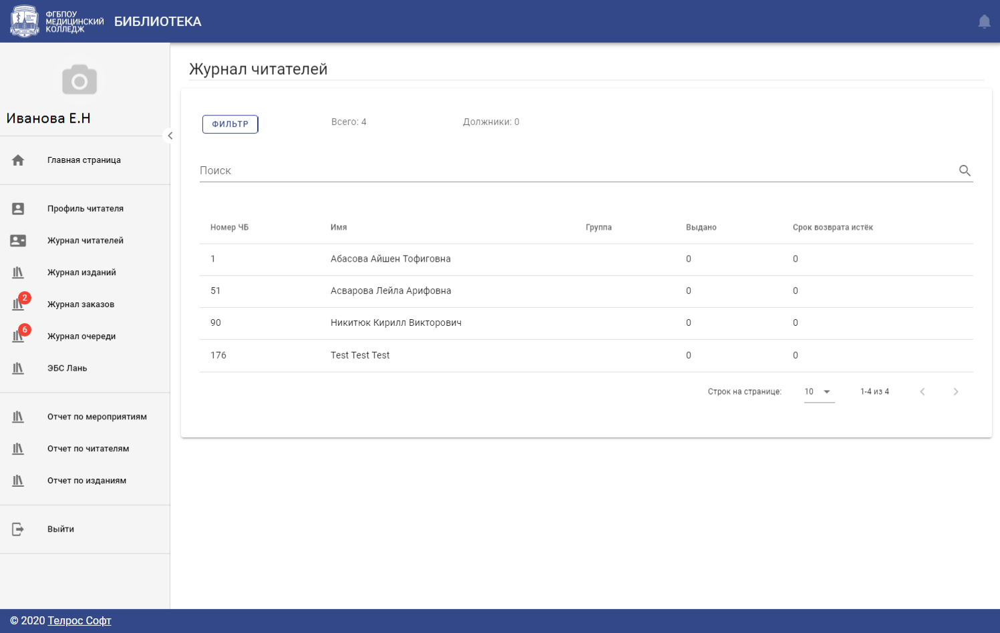 ФГБПОУ
МЕДИЦИНСКИЙ
КОЛЛЕДЖ
БИБЛИОТЕКА
Иванова Е.Н
Главная страница
Профиль читателя
Журнал читателей
Журнал изданий
2
Журнал заказов
6
Журнал очереди
ЭБС Лань
Отчет по мероприятиям
Отчет по читателям
Отчет по изданиям
Выйти
Журнал читателей
ФИЛЬТР Всего: 4 Должники: 0
Поиск
Номер ЧБ Имя Группа Выдано Срок возврата истёк
1 Абасова Айшен Тофиговна 0 0
51 Асварова Лейла Арифовна 0 0
90 Никитюк Кирилл Викторович 0 0
176 Test Test Test 0 0
Строк на странице: 10 1-4 из 4
© 2020 Телрос Софт